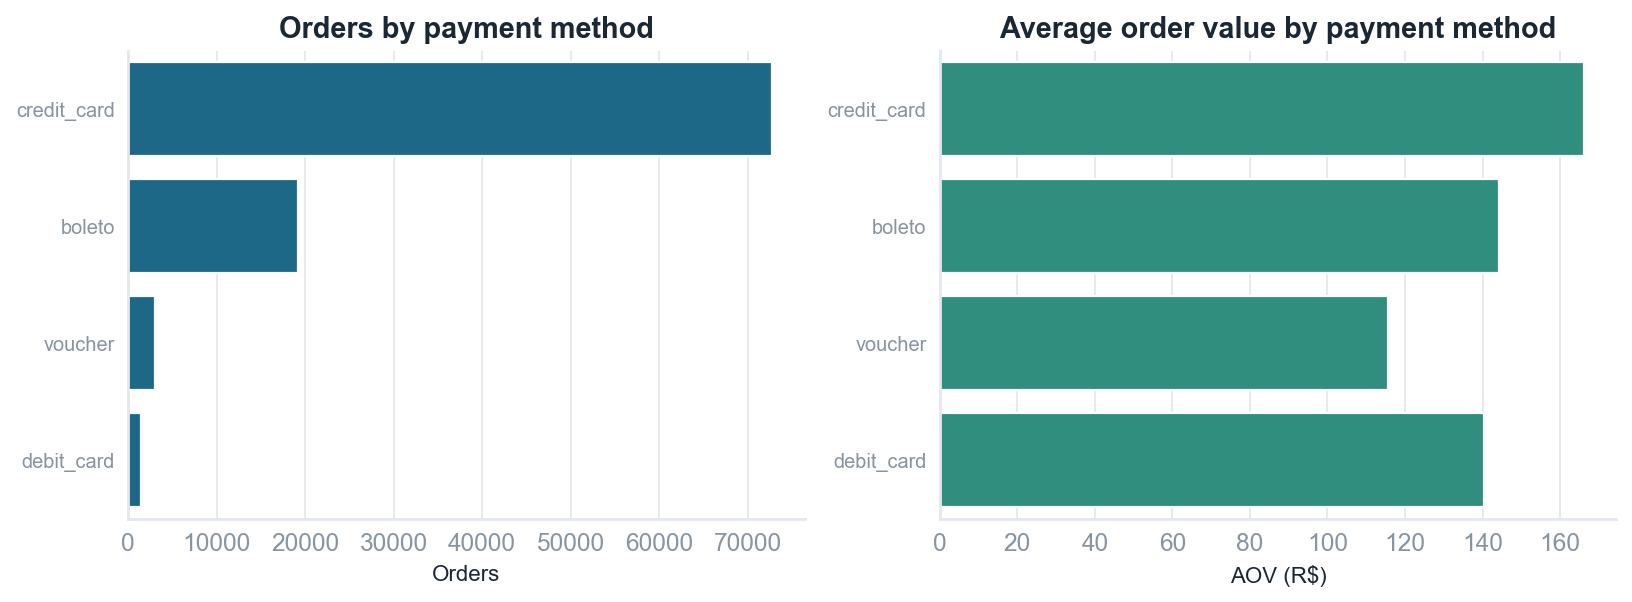 Orders by payment method
credit_card
boleto
voucher
debit_card
0 10000 20000 30000 40000 50000 60000 70000
Orders
Average order value by payment method
credit_card
boleto
voucher
debit_card
0 20 40 60 80 100 120 140 160
AOV (R$)